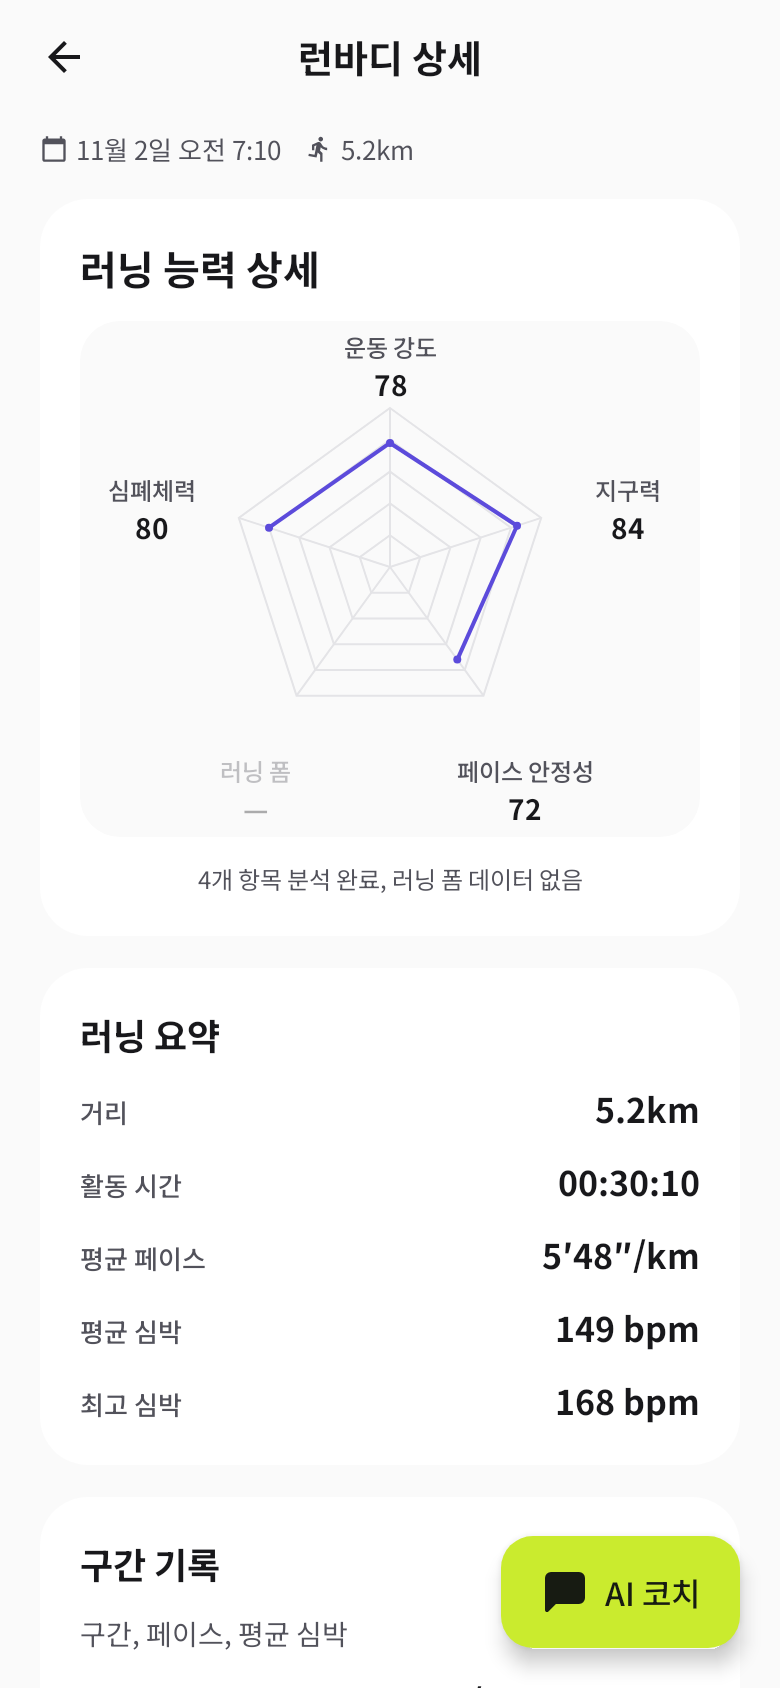 런바디 상세
11월 2일 오전 7:10 5.2km
러닝 능력 상세
운동 강도
78
심폐체력
80
지구력
84
러닝 폼
—
페이스 안정성
72
4개 항목 분석 완료, 러닝 폼 데이터 없음
러닝 요약
거리 5.2km
활동 시간 00:30:10
평균 페이스 5′48″/km
평균 심박 149 bpm
최고 심박 168 bpm
구간 기록
구간, 페이스, 평균 심박
AI 코치